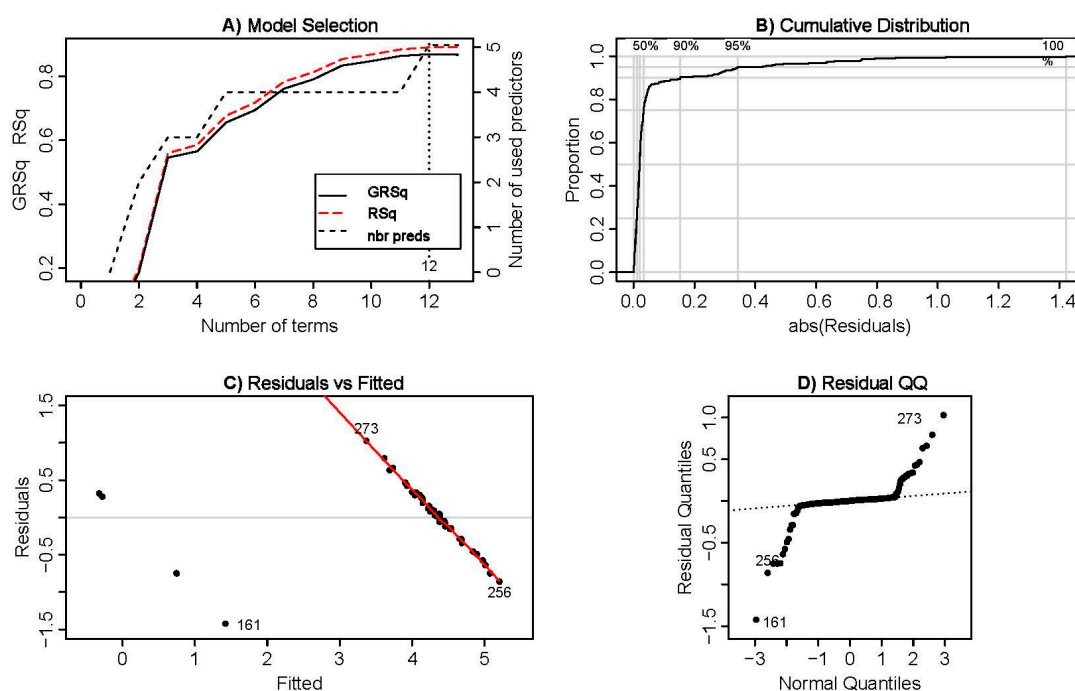 A) Model Selection
GRSq RSq
0.2 0.4 0.6 0.8
0 1 2 3 4 5
Number of used predictors
GRSq
RSq
nbr preds
12
0 2 4 6 8 10 12
Number of terms
B) Cumulative Distribution
50% 90% 95% 100
%
Proportion
0.0 0.2 0.4 0.6 0.8 1.0
0.0 0.2 0.4 0.6 0.8 1.0 1.2 1.4
abs(Residuals)
C) Residuals vs Fitted
Residuals
−1.5 −0.5 0.5 1.5
273
256
161
0 1 2 3 4 5
Fitted
D) Residual QQ
Residual Quantiles
−1.5 −0.5 0.5 1.0
273
256
161
−3 −1 0 1 2 3
Normal Quantiles